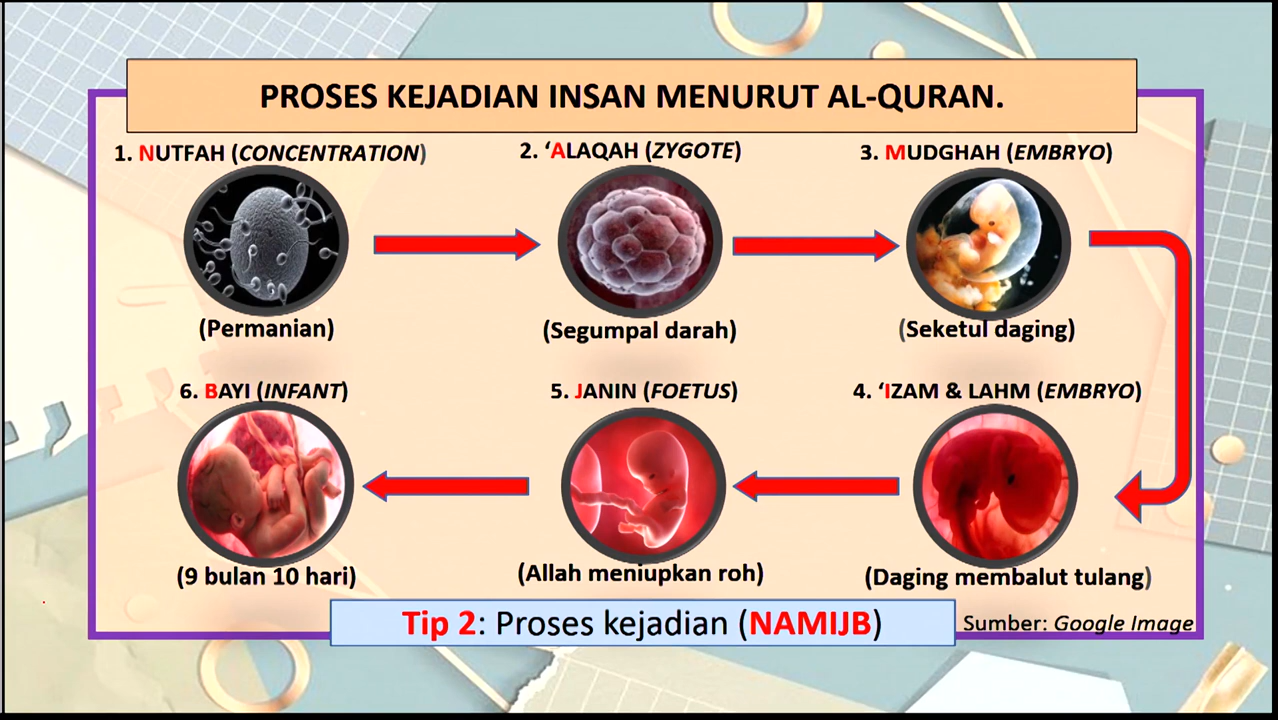 PROSES KEJADIAN INSAN MENURUT AL-QURAN.
1. NUTFAH (CONCENTRATION)
(Permanian)
2. ‘ALAQAH (ZYGOTE)
(Segumpal darah)
3. MUDGHAH (EMBRYO)
(Seketul daging)
4. ‘IZAM & LAHM (EMBRYO)
(Daging membalut tulang)
5. JANIN (FOETUS)
(Allah meniupkan roh)
6. BAYI (INFANT)
(9 bulan 10 hari)
Tip 2: Proses kejadian (NAMIJB)
Sumber: Google Image